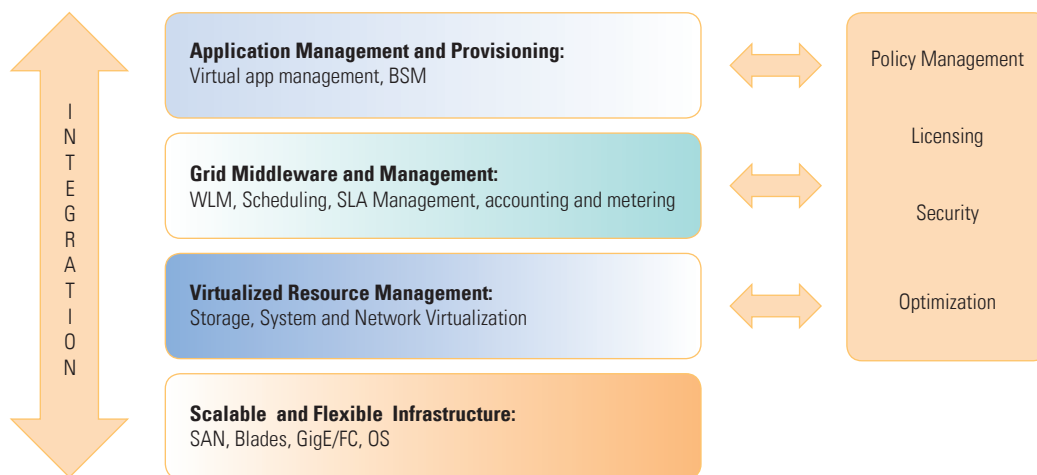 I
N
T
E
G
R
A
T
I
O
N
Application Management and Provisioning:
Virtual app management, BSM
Grid Middleware and Management:
WLM, Scheduling, SLA Management, accounting and metering
Virtualized Resource Management:
Storage, System and Network Virtualization
Scalable and Flexible Infrastructure:
SAN, Blades, GigE/FC, OS
Policy Management
Licensing
Security
Optimization